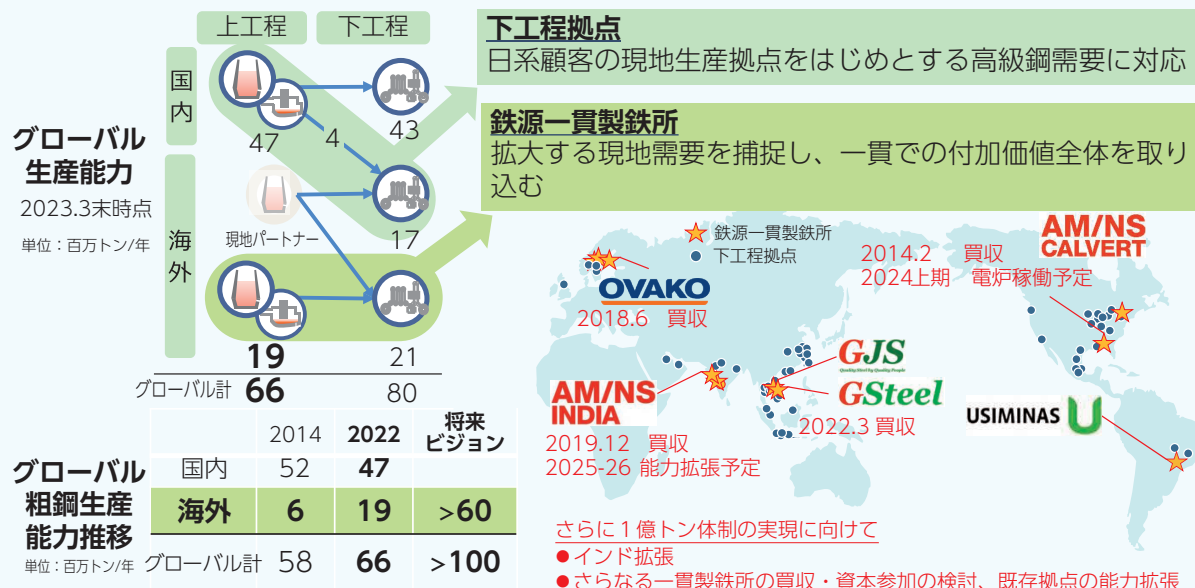 上工程 下工程
国内
海外
グローバル
生産能力
2023.3末時点
単位：百万トン/年
47 4 43
現地パートナー 17
19 21
グローバル計 66 80
下工程拠点
日系顧客の現地生産拠点をはじめとする高級鋼需要に対応
鉄源一貫製鉄所
拡大する現地需要を捕捉し、一貫での付加価値全体を取り
込む
鉄源一貫製鉄所
下工程拠点
OVAKO
2018.6 買収
2014.2 買収
2024上期 電炉稼働予定
AM/NS
CALVERT
AM/NS
INDIA
2019.12 買収
2025-26 能力拡張予定
GJS
Quality Steel by Quality People
GSteel
2022.3 買収
USIMINAS
グローバル
粗鋼生産
能力推移
単位：百万トン/年
2014 2022 将来
ビジョン
国内 52 47
海外 6 19 >60
グローバル計 58 66 >100
さらに１億トン体制の実現に向けて
●インド拡張
●さらなる一貫製鉄所の買収・資本参加の検討、既存拠点の能力拡張